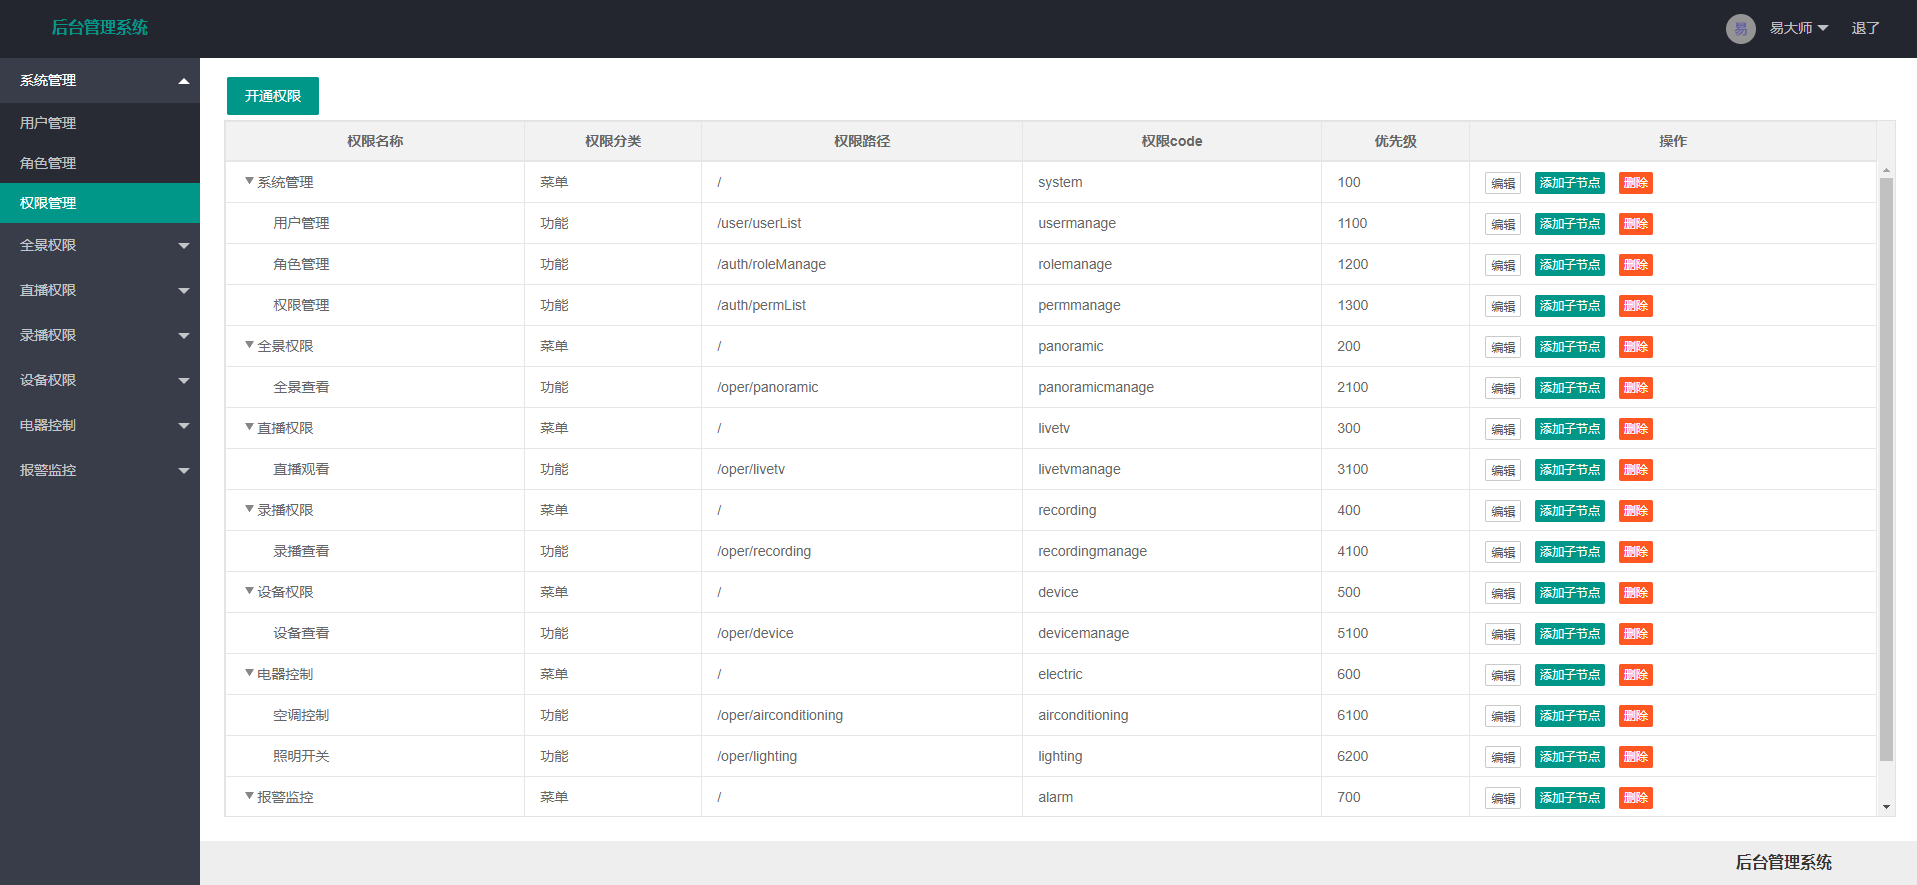 后台管理系统
易 易大师 退了
系统管理
用户管理
角色管理
权限管理
全景权限
直播权限
录播权限
设备权限
电器控制
报警监控
开通权限
权限名称 权限分类 权限路径 权限code 优先级 操作
系统管理 菜单 / system 100 编辑 添加子节点 删除
用户管理 功能 /user/userList usermanage 1100 编辑 添加子节点 删除
角色管理 功能 /auth/roleManage rolemanage 1200 编辑 添加子节点 删除
权限管理 功能 /auth/permList permmanage 1300 编辑 添加子节点 删除
全景权限 菜单 / panoramic 200 编辑 添加子节点 删除
全景查看 功能 /oper/panoramic panoramicmanage 2100 编辑 添加子节点 删除
直播权限 菜单 / livetv 300 编辑 添加子节点 删除
直播观看 功能 /oper/livetv livetvmanage 3100 编辑 添加子节点 删除
录播权限 菜单 / recording 400 编辑 添加子节点 删除
录播查看 功能 /oper/recording recordingmanage 4100 编辑 添加子节点 删除
设备权限 菜单 / device 500 编辑 添加子节点 删除
设备查看 功能 /oper/device devicemanage 5100 编辑 添加子节点 删除
电器控制 菜单 / electric 600 编辑 添加子节点 删除
空调控制 功能 /oper/airconditioning airconditioning 6100 编辑 添加子节点 删除
照明开关 功能 /oper/lighting lighting 6200 编辑 添加子节点 删除
报警监控 菜单 / alarm 700 编辑 添加子节点 删除
后台管理系统